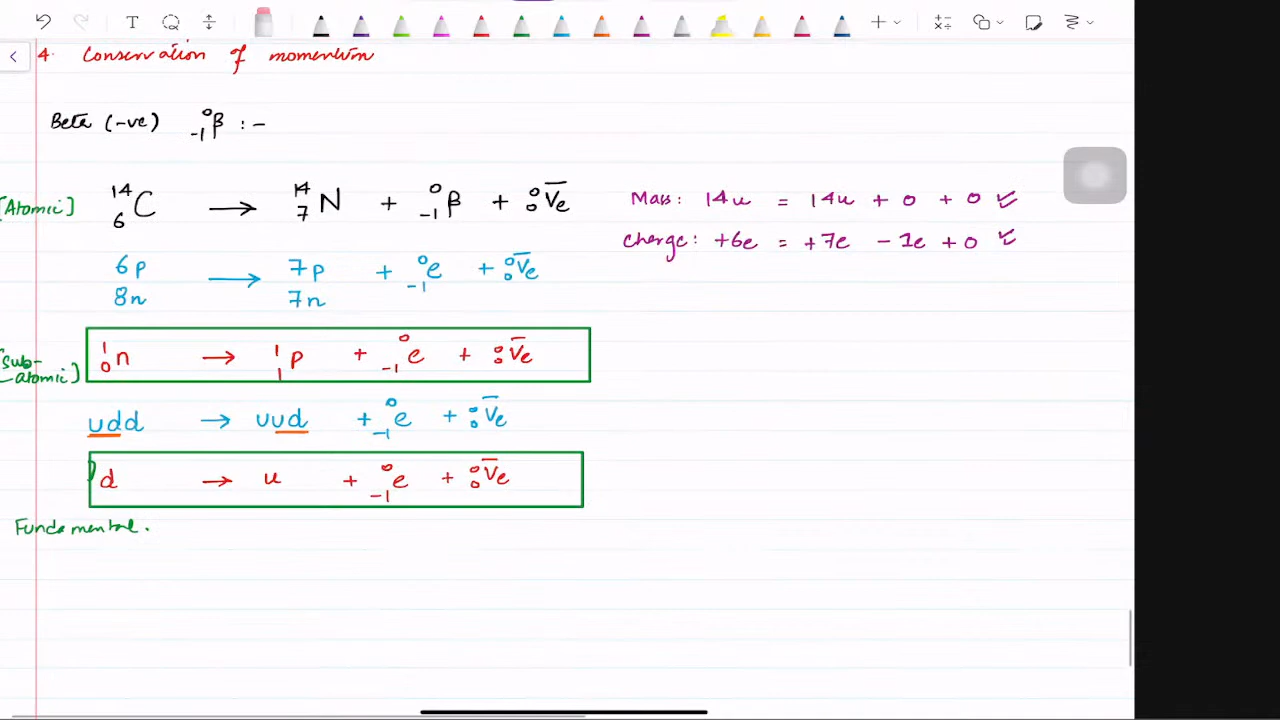 4. Conservation of momentum
Beta (-ve) ⁰₋₁β :-
[Atomic] ¹⁴₆C → ¹⁴₇N + ⁰₋₁β + ⁰₀V̅e
Mass: 14u = 14u + 0 + 0 ✓
Charge: +6e = +7e - 1e + 0 ✓
6p → 7p + ⁰₋₁e + ⁰₀V̅e
8n 7n
[sub-atomic] ¹₀n → ¹₁p + ⁰₋₁e + ⁰₀V̅e
udd → uud + ⁰₋₁e + ⁰₀V̅e
d → u + ⁰₋₁e + ⁰₀V̅e
Fundamental.